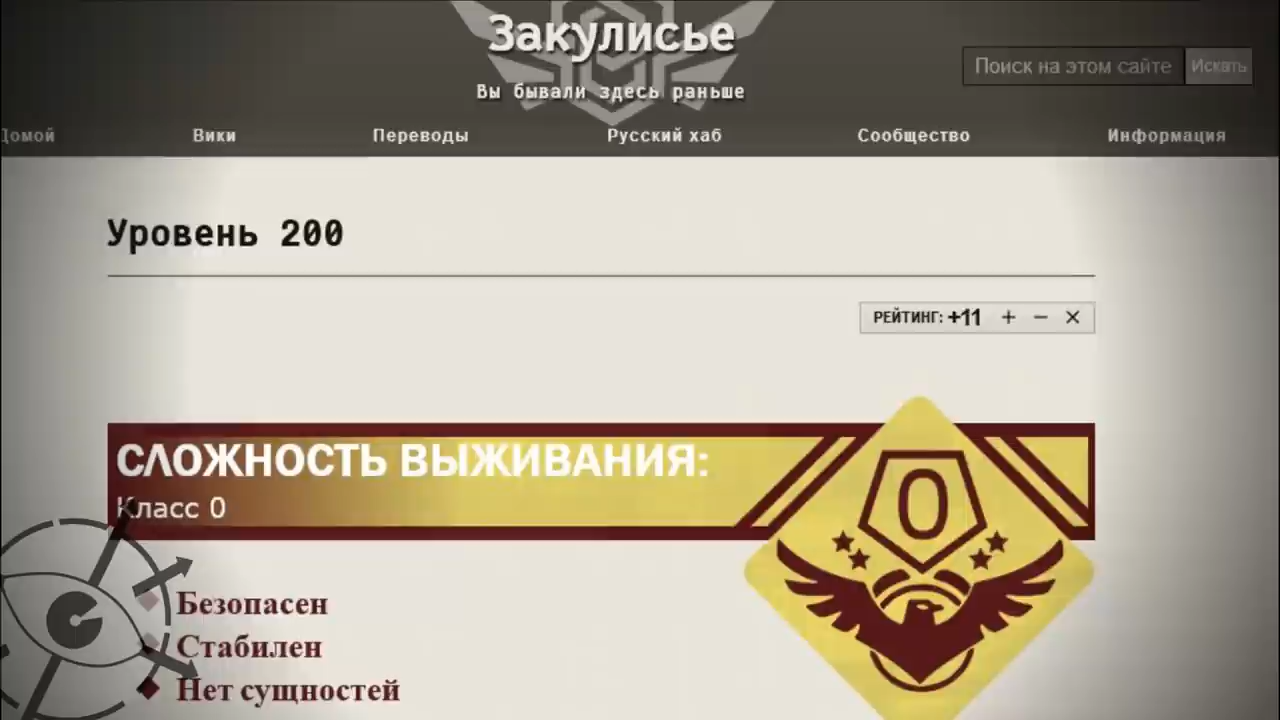 Закулисье
Вы бывали здесь раньше
Поиск на этом сайте Искать
Домой Вики Переводы Русский хаб Сообщество Информация
Уровень 200
РЕЙТИНГ: +11 + − ×
СЛОЖНОСТЬ ВЫЖИВАНИЯ:
Класс 0
0
Безопасен
Стабилен
Нет сущностей